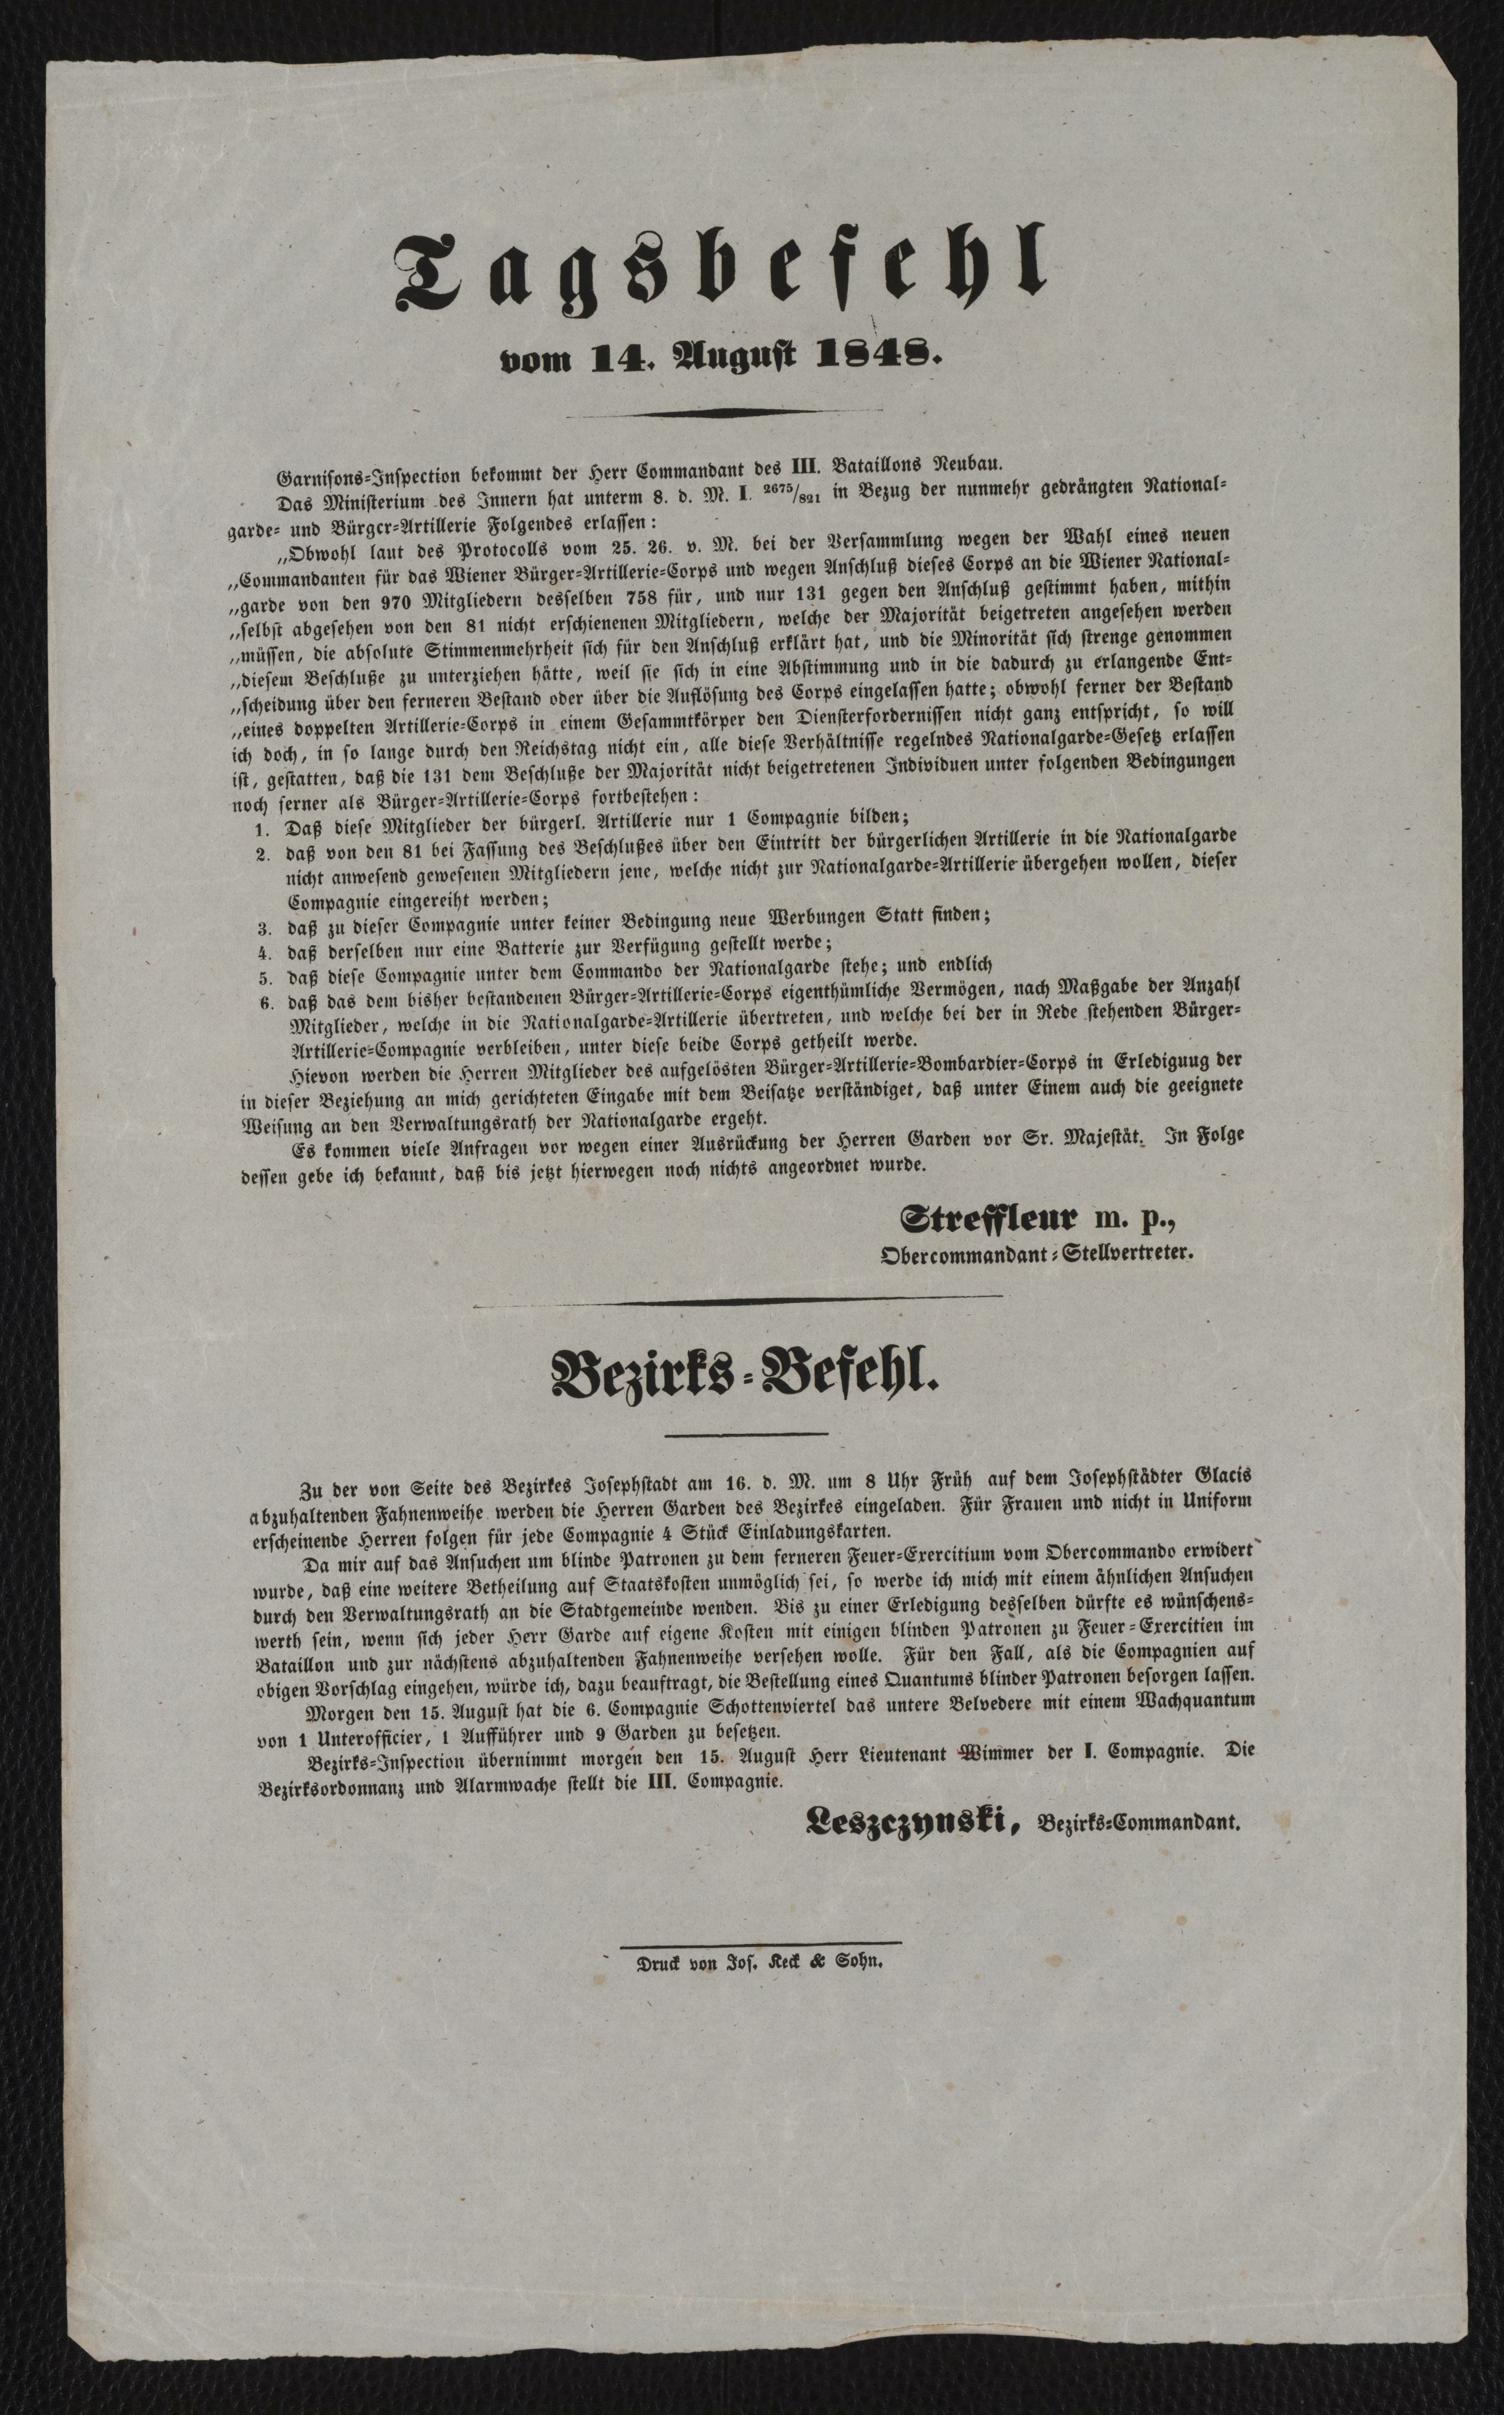 Tagsbefehl
vom 14. August 1848.
Garnisons-Inspection bekommt der Herr Commandant des III. Bataillons Neubau.
Das Ministerium des Innern hat unterm 8. d. M. I. 2675/821 in Bezug der nunmehr gedrängten National-
garde- und Bürger-Artillerie Folgendes erlassen:
„Obwohl laut des Protocolls vom 25. 26. v. M. bei der Versammlung wegen der Wahl eines neuen
„Commandanten für das Wiener Bürger-Artillerie-Corps und wegen Anschluß dieses Corps an die Wiener National-
„garde von den 970 Mitgliedern desselben 758 für, und nur 131 gegen den Anschluß gestimmt haben, mithin
„selbst abgesehen von den 81 nicht erschienenen Mitgliedern, welche der Majorität beigetreten angesehen werden
„müssen, die absolute Stimmenmehrheit sich für den Anschluß erklärt hat, und die Minorität sich strenge genommen
„diesem Beschluße zu unterziehen hätte, weil sie sich in eine Abstimmung und in die dadurch zu erlangende Ent-
„scheidung über den ferneren Bestand oder über die Auflösung des Corps eingelassen hatte; obwohl ferner der Bestand
„eines doppelten Artillerie-Corps in einem Gesammtkörper den Diensterfordernissen nicht ganz entspricht, so will
ich doch, in so lange durch den Reichstag nicht ein, alle diese Verhältnisse regelndes Nationalgarde-Gesetz erlassen
ist, gestatten, daß die 131 dem Beschluße der Majorität nicht beigetretenen Individuen unter folgenden Bedingungen
noch ferner als Bürger-Artillerie-Corps fortbestehen:
1. Daß diese Mitglieder der bürgerl. Artillerie nur 1 Compagnie bilden;
2. daß von den 81 bei Fassung des Beschlußes über den Eintritt der bürgerlichen Artillerie in die Nationalgarde
nicht anwesend gewesenen Mitgliedern jene, welche nicht zur Nationalgarde-Artillerie übergehen wollen, dieser
Compagnie eingereiht werden;
3. daß zu dieser Compagnie unter keiner Bedingung neue Werbungen Statt finden;
4. daß derselben nur eine Batterie zur Verfügung gestellt werde;
5. daß diese Compagnie unter dem Commando der Nationalgarde stehe; und endlich
6. daß das dem bisher bestandenen Bürger-Artillerie-Corps eigenthümliche Vermögen, nach Maßgabe der Anzahl
Mitglieder, welche in die Nationalgarde-Artillerie übertreten, und welche bei der in Rede stehenden Bürger-
Artillerie-Compagnie verbleiben, unter diese beide Corps getheilt werde.
Hievon werden die Herren Mitglieder des aufgelösten Bürger-Artillerie-Bombardier-Corps in Erledigung der
in dieser Beziehung an mich gerichteten Eingabe mit dem Beisatze verständiget, daß unter Einem auch die geeignete
Weisung an den Verwaltungsrath der Nationalgarde ergeht.
Es kommen viele Anfragen vor wegen einer Ausrückung der Herren Garden vor Sr. Majestät. In Folge
dessen gebe ich bekannt, daß bis jetzt hierwegen noch nichts angeordnet wurde.
Streffleur m. p.,
Obercommandant-Stellvertreter.
Bezirks-Befehl.
Zu der von Seite des Bezirkes Josephstadt am 16. d. M. um 8 Uhr Früh auf dem Josephstädter Glacis
abzuhaltenden Fahnenweihe werden die Herren Garden des Bezirkes eingeladen. Für Frauen und nicht in Uniform
erscheinende Herren folgen für jede Compagnie 4 Stück Einladungskarten.
Da mir auf das Ansuchen um blinde Patronen zu dem ferneren Feuer-Exercitium vom Obercommando erwidert
wurde, daß eine weitere Betheilung auf Staatskosten unmöglich sei, so werde ich mich mit einem ähnlichen Ansuchen
durch den Verwaltungsrath an die Stadtgemeinde wenden. Bis zu einer Erledigung desselben dürfte es wünschens-
werth sein, wenn sich jeder Herr Garde auf eigene Kosten mit einigen blinden Patronen zu Feuer-Exercitien im
Bataillon und zur nächstens abzuhaltenden Fahnenweihe versehen wolle. Für den Fall, als die Compagnien auf
obigen Vorschlag eingehen, würde ich, dazu beauftragt, die Bestellung eines Quantums blinder Patronen besorgen lassen.
Morgen den 15. August hat die 6. Compagnie Schottenviertel das untere Belvedere mit einem Wachquantum
von 1 Unterofficier, 1 Aufführer und 9 Garden zu besetzen.
Bezirks-Inspection übernimmt morgen den 15. August Herr Lieutenant Wimmer der I. Compagnie. Die
Bezirksordonnanz und Alarmwache stellt die III. Compagnie.
Leszczynski, Bezirks-Commandant.
Druck von Jos. Keck & Sohn.